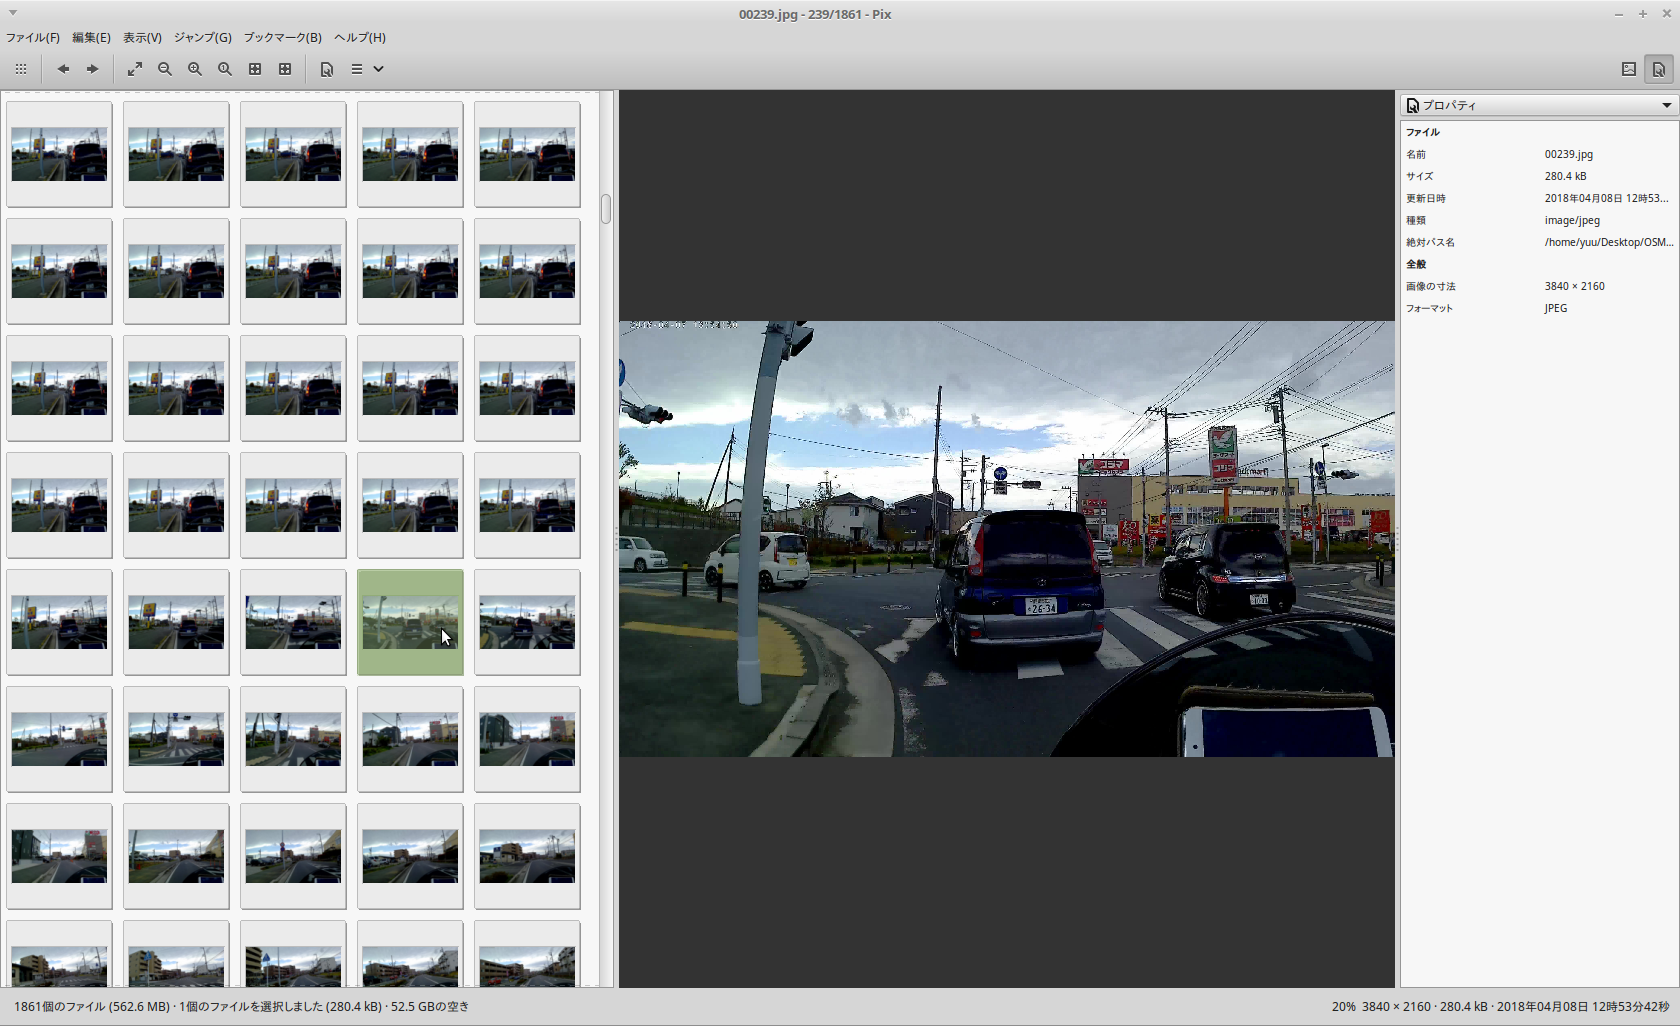 00239.jpg - 239/1861 - Pix
ファイル(F) 編集(E) 表示(V) ジャンプ(G) ブックマーク(B) ヘルプ(H)
プロパティ
ファイル
名前 00239.jpg
サイズ 280.4 kB
更新日時 2018年04月08日 12時53...
種類 image/jpeg
絶対パス名 /home/yuu/Desktop/OSM...
全般
画像の寸法 3840 × 2160
フォーマット JPEG
コジマ
コジマ
26-34
1861個のファイル (562.6 MB) · 1個のファイルを選択しました (280.4 kB) · 52.5 GBの空き
20% 3840 × 2160 · 280.4 kB · 2018年04月08日 12時53分42秒